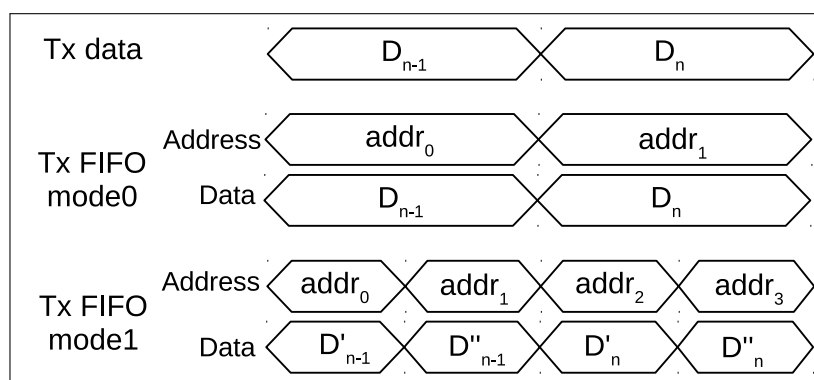 Tx data D_{n-1} D_n
Tx FIFO mode0
Address addr_0 addr_1
Data D_{n-1} D_n
Tx FIFO mode1
Address addr_0 addr_1 addr_2 addr_3
Data D'_{n-1} D''_{n-1} D'_n D''_n